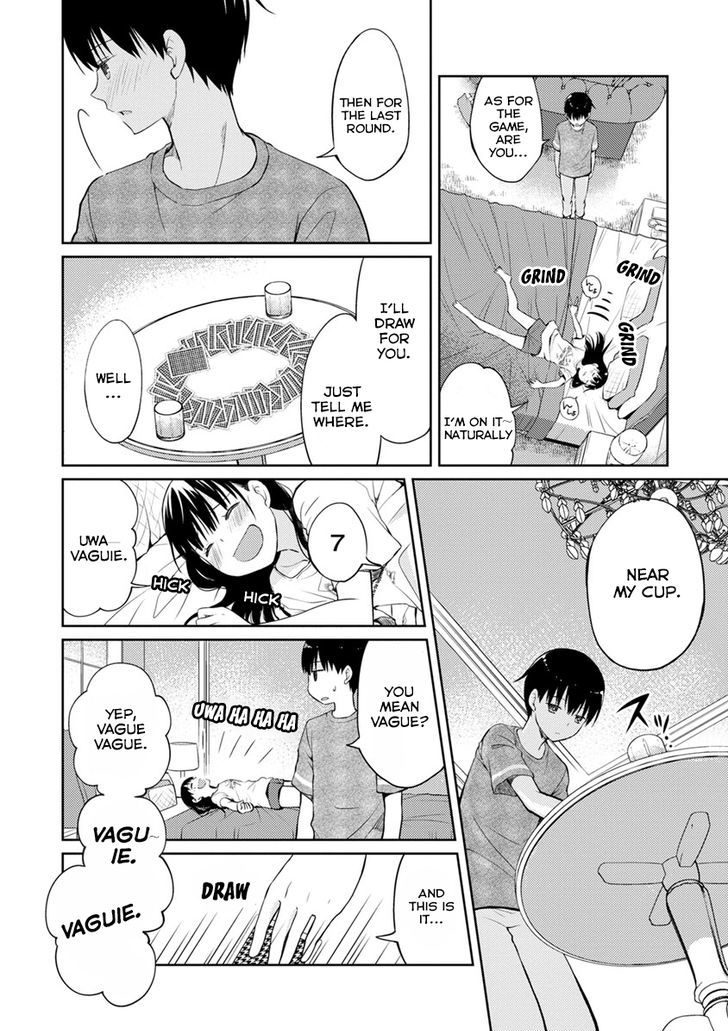 AS FOR
THE
GAME,
ARE
YOU...
GRIND
GRIND
GRIND
I'M ON IT~
NATURALLY
THEN FOR
THE LAST
ROUND.
I'LL
DRAW
FOR
YOU.
JUST
TELL ME
WHERE.
WELL
...
NEAR
MY CUP.
7
UWA
VAGUIE.
HICK
HICK
YOU
MEAN
VAGUE?
UWA HA HA HA
YEP,
VAGUE
VAGUE.
VAGU~
IE.
VAGUIE.
AND
THIS IS
IT...
DRAW